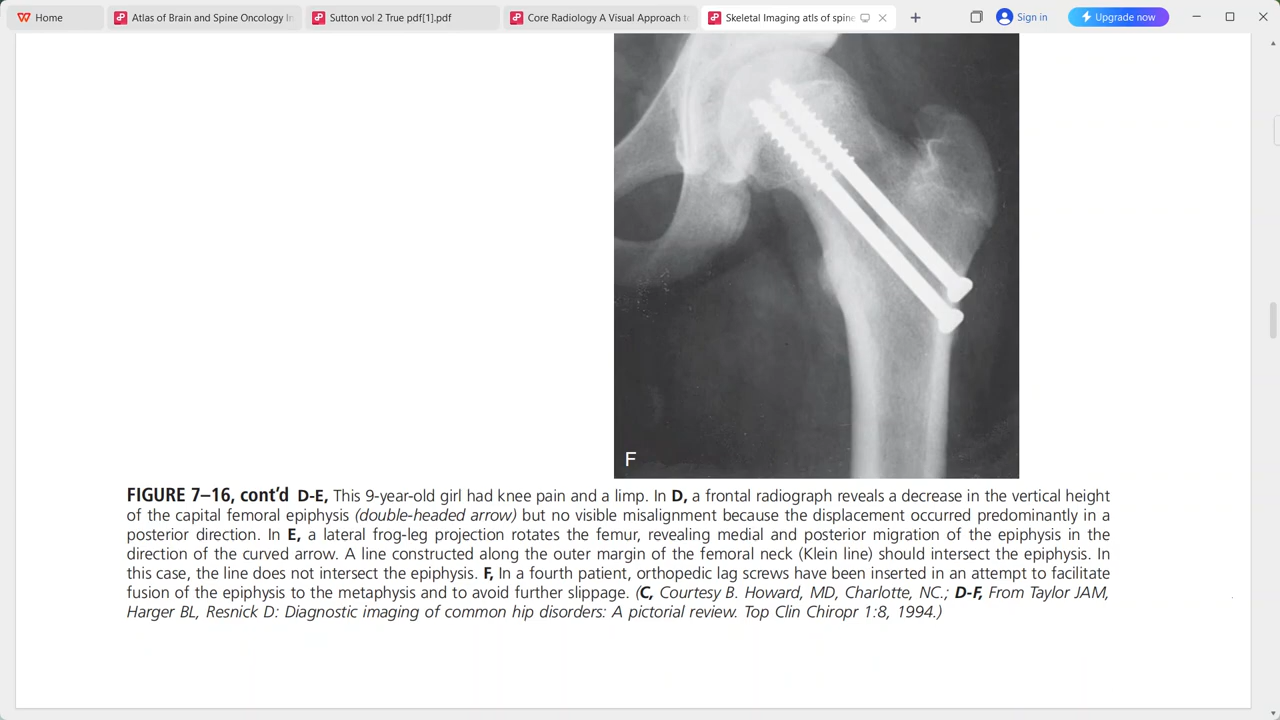 Home
Atlas of Brain and Spine Oncology I
Sutton vol 2 True pdf[1].pdf
Core Radiology A Visual Approach t
Skeletal Imaging atls of spine
Sign in
Upgrade now
F
FIGURE 7–16, cont'd D-E, This 9-year-old girl had knee pain and a limp. In D, a frontal radiograph reveals a decrease in the vertical height
of the capital femoral epiphysis (double-headed arrow) but no visible misalignment because the displacement occurred predominantly in a
posterior direction. In E, a lateral frog-leg projection rotates the femur, revealing medial and posterior migration of the epiphysis in the
direction of the curved arrow. A line constructed along the outer margin of the femoral neck (Klein line) should intersect the epiphysis. In
this case, the line does not intersect the epiphysis. F, In a fourth patient, orthopedic lag screws have been inserted in an attempt to facilitate
fusion of the epiphysis to the metaphysis and to avoid further slippage. (C, Courtesy B. Howard, MD, Charlotte, NC.; D-F, From Taylor JAM,
Harger BL, Resnick D: Diagnostic imaging of common hip disorders: A pictorial review. Top Clin Chiropr 1:8, 1994.)